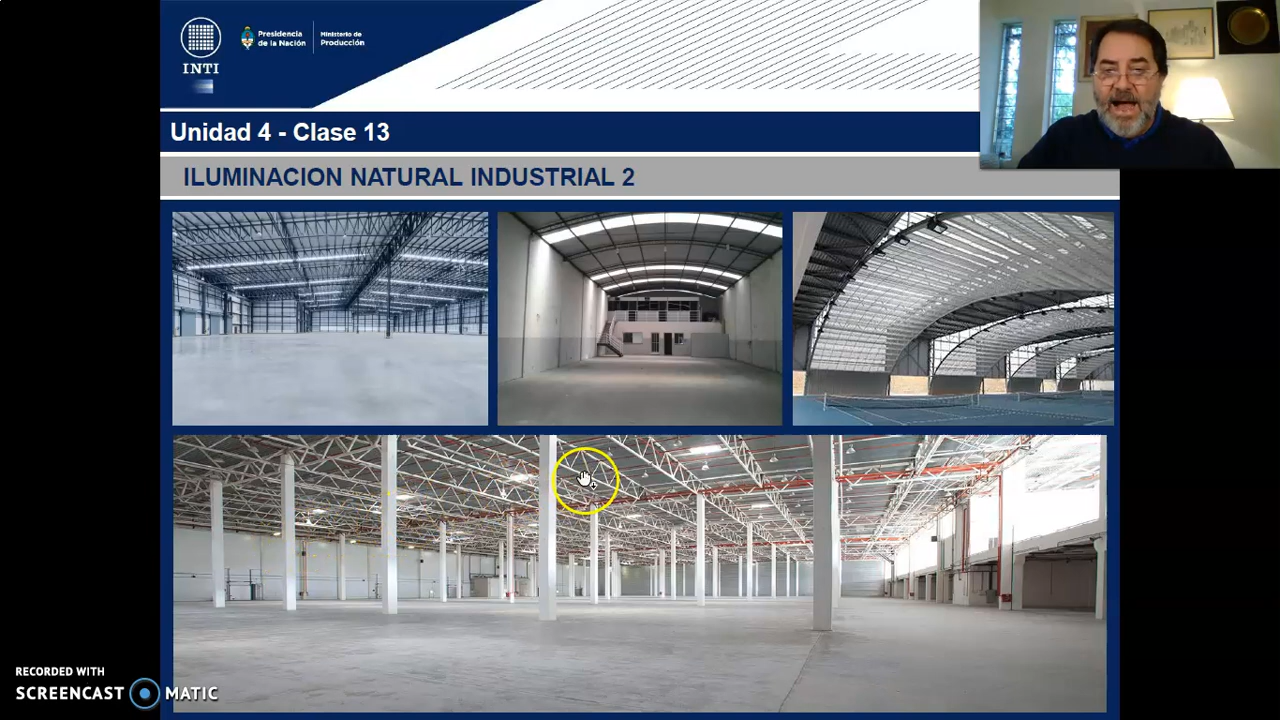 INTI
Presidencia
de la Nación
Ministerio de
Producción
Unidad 4 - Clase 13
ILUMINACION NATURAL INDUSTRIAL 2
RECORDED WITH
SCREENCAST MATIC